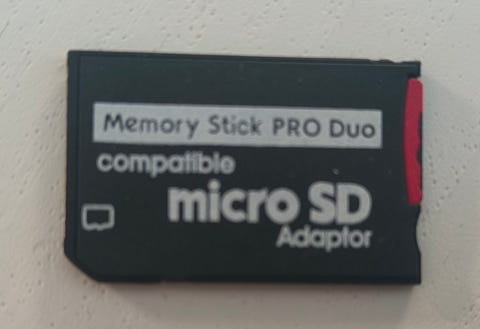 Memory Stick PRO Duo
compatible
micro SD
Adaptor